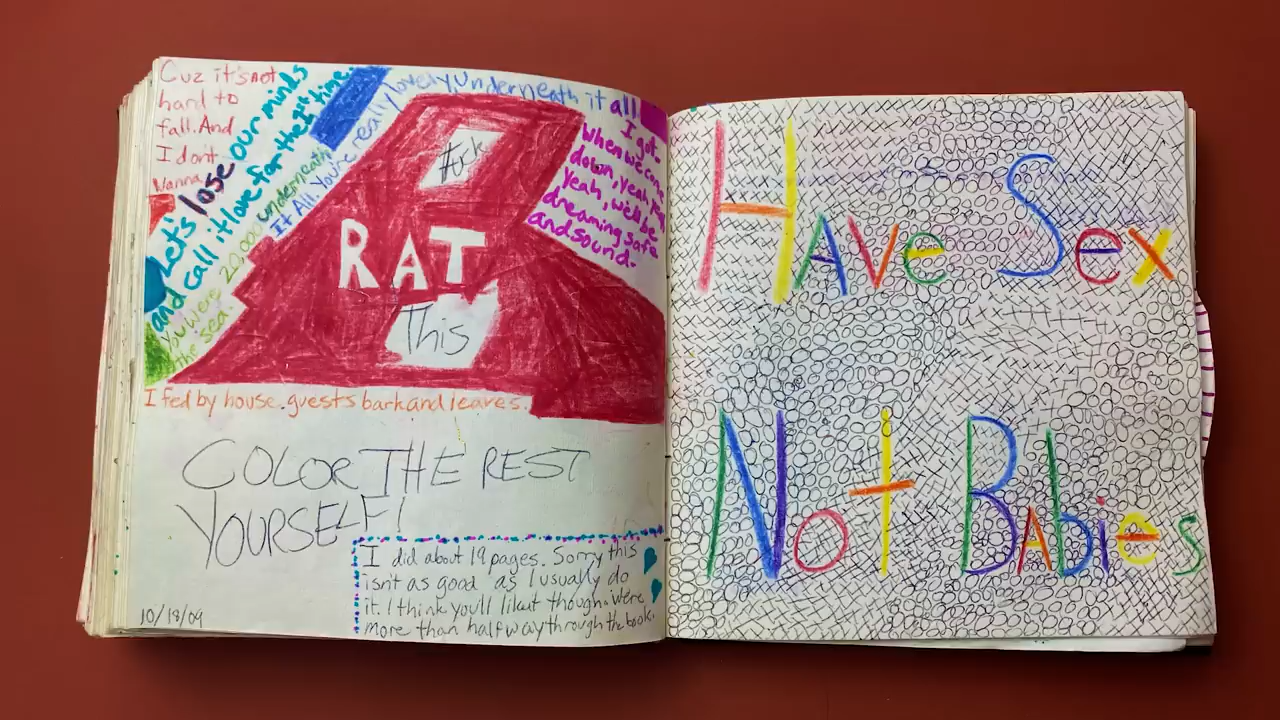 Cuz it's not
hard to
fall. And
I don't
Wanna
Let's lose our minds
and call it love for the 1st time.
You were 20,000 underneath
the sea.
It All. You're really lovely underneath it all
I got
when we come
down, yeah
yeah, we'll be
dreaming safe
and sound.
RAT
This
I fed by house guests bark and leaves.
COLOR THE REST
YOURSELF!
I did about 19 pages. Sorry this
isn't as good as I usually do
it. I think you'll like it though. We're
more than halfway through the book.
10/18/09
HAVE SEX
NOT BABIES